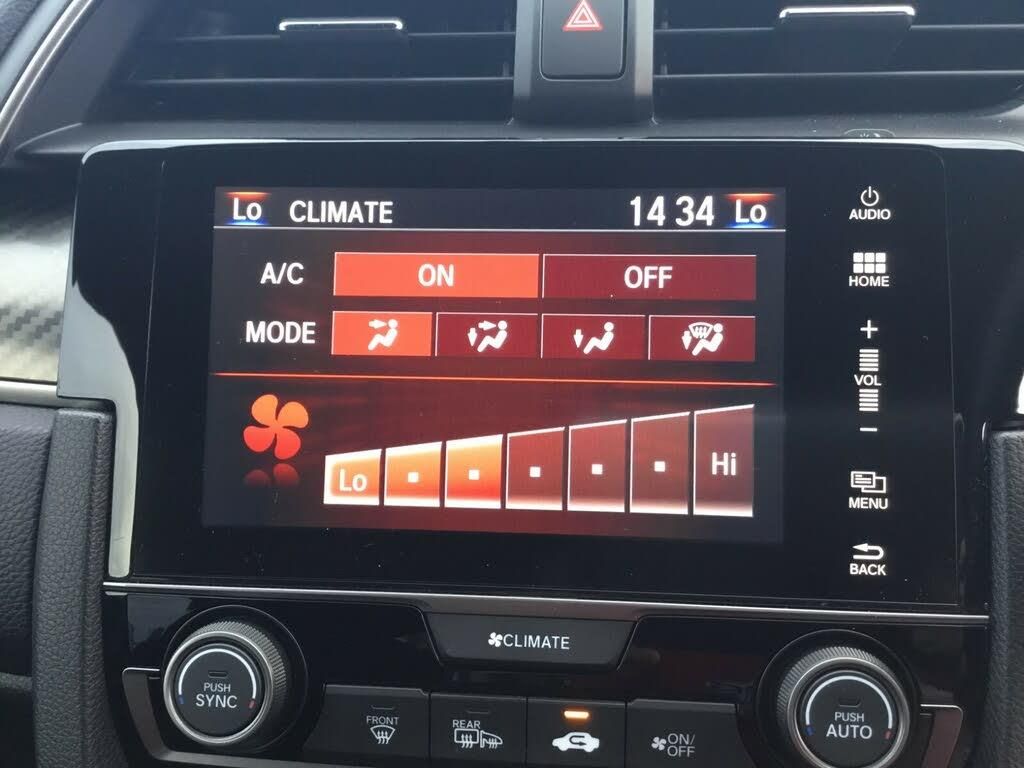 Lo CLIMATE 14 34 Lo
AUDIO
A/C ON OFF
HOME
MODE
+
VOL
−
Lo Hi
MENU
BACK
CLIMATE
PUSH
SYNC
FRONT
REAR
ON/
OFF
PUSH
AUTO